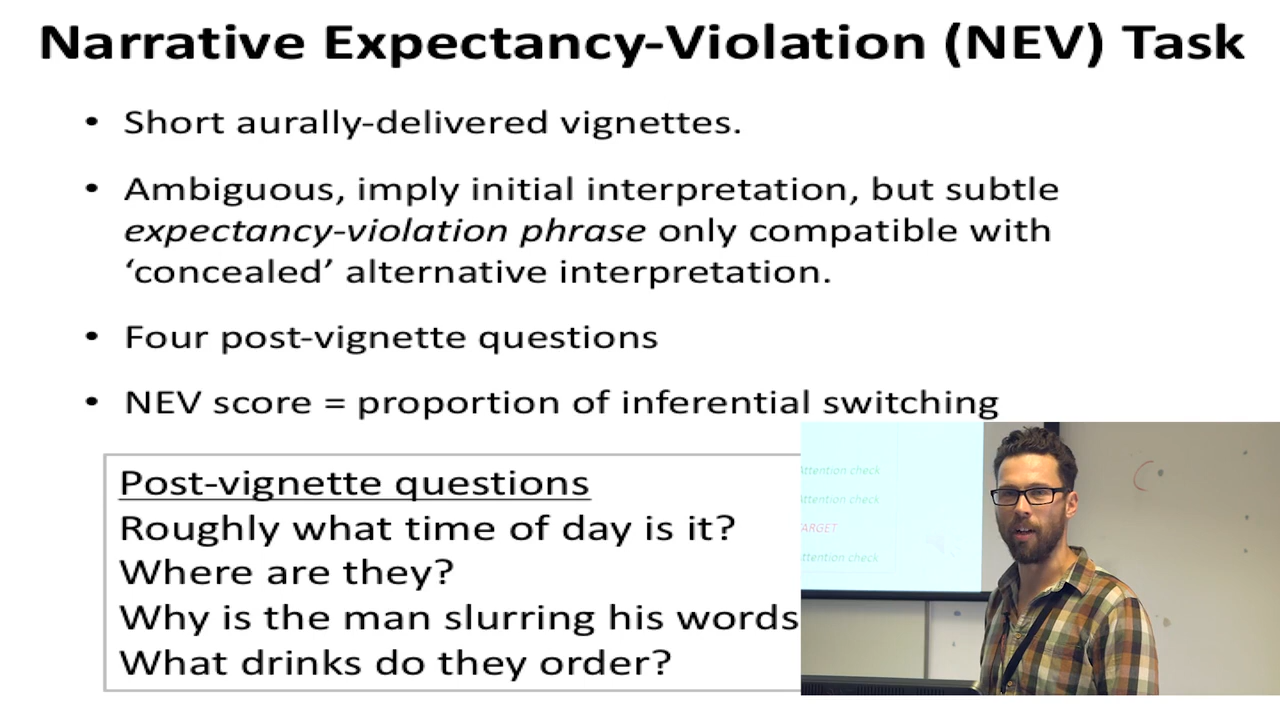 Narrative Expectancy-Violation (NEV) Task
• Short aurally-delivered vignettes.
• Ambiguous, imply initial interpretation, but subtle
expectancy-violation phrase only compatible with
‘concealed’ alternative interpretation.
• Four post-vignette questions
• NEV score = proportion of inferential switching
Post-vignette questions
Roughly what time of day is it?
Where are they?
Why is the man slurring his words
What drinks do they order?
Attention check
Attention check
TARGET
Attention check